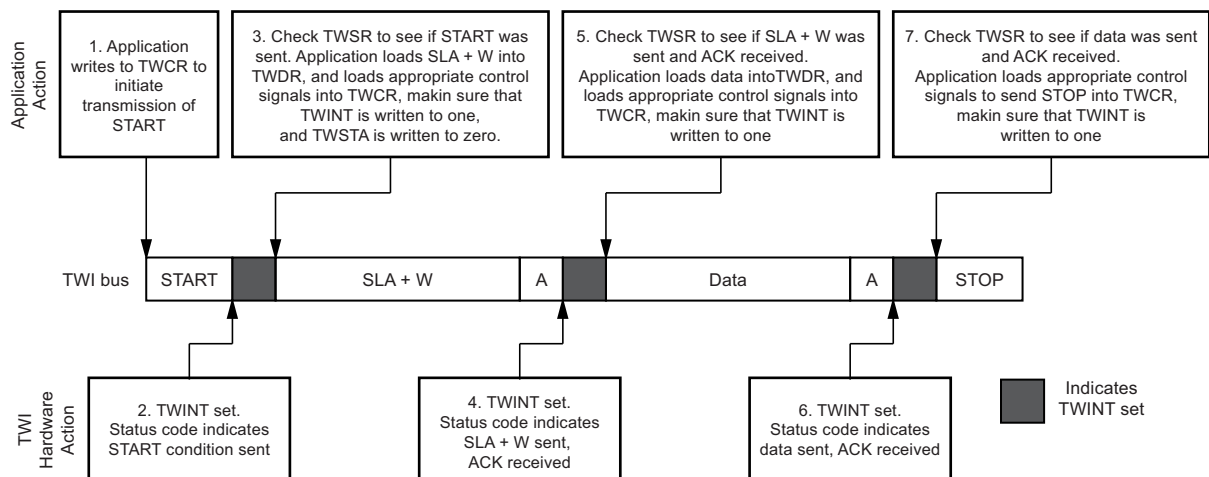 Application
Action
1. Application
writes to TWCR to
initiate
transmission of
START
3. Check TWSR to see if START was
sent. Application loads SLA + W into
TWDR, and loads appropriate control
signals into TWCR, makin sure that
TWINT is written to one,
and TWSTA is written to zero.
5. Check TWSR to see if SLA + W was
sent and ACK received.
Application loads data intoTWDR, and
loads appropriate control signals into
TWCR, makin sure that TWINT is
written to one
7. Check TWSR to see if data was sent
and ACK received.
Application loads appropriate control
signals to send STOP into TWCR,
makin sure that TWINT is
written to one
TWI bus
START
SLA + W
A
Data
A
STOP
TWI
Hardware
Action
2. TWINT set.
Status code indicates
START condition sent
4. TWINT set.
Status code indicates
SLA + W sent,
ACK received
6. TWINT set.
Status code indicates
data sent, ACK received
Indicates
TWINT set